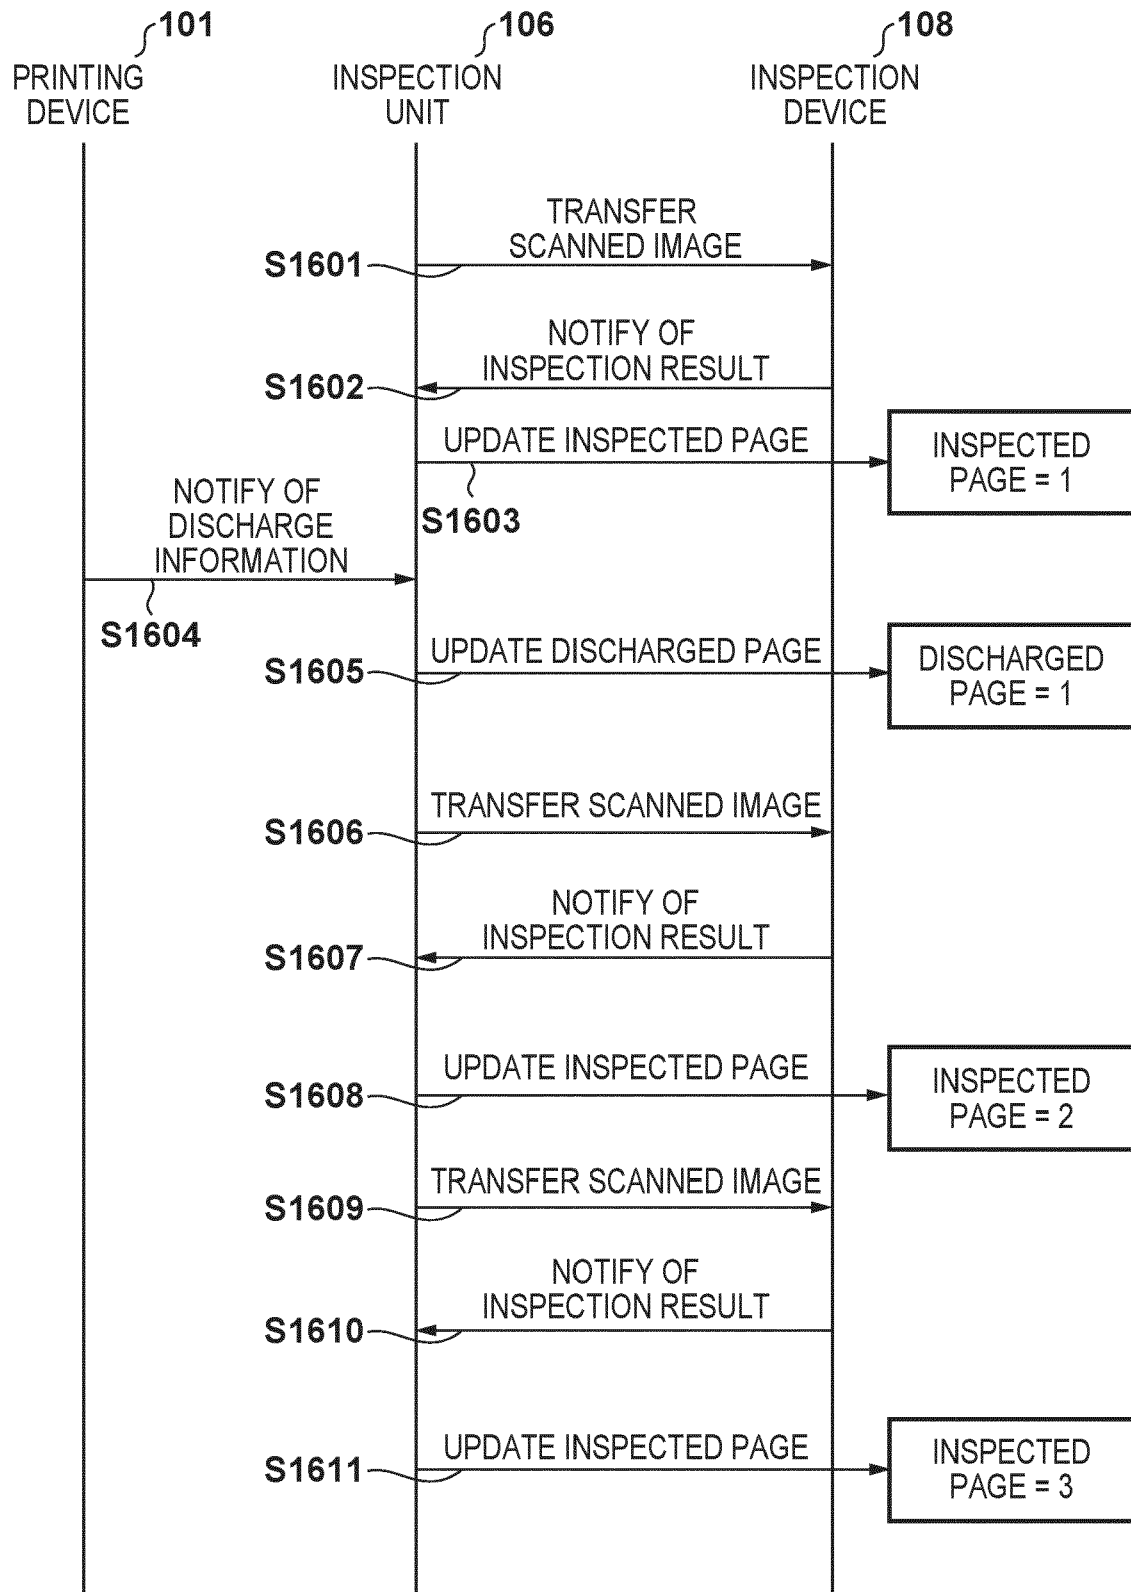 101
106
108
PRINTING
DEVICE
INSPECTION
UNIT
INSPECTION
DEVICE
TRANSFER
SCANNED IMAGE
S1601
NOTIFY OF
INSPECTION RESULT
S1602
UPDATE INSPECTED PAGE
INSPECTED
PAGE = 1
S1603
NOTIFY OF
DISCHARGE
INFORMATION
S1604
UPDATE DISCHARGED PAGE
S1605
DISCHARGED
PAGE = 1
TRANSFER SCANNED IMAGE
S1606
NOTIFY OF
INSPECTION RESULT
S1607
UPDATE INSPECTED PAGE
S1608
INSPECTED
PAGE = 2
TRANSFER SCANNED IMAGE
S1609
NOTIFY OF
INSPECTION RESULT
S1610
UPDATE INSPECTED PAGE
S1611
INSPECTED
PAGE = 3